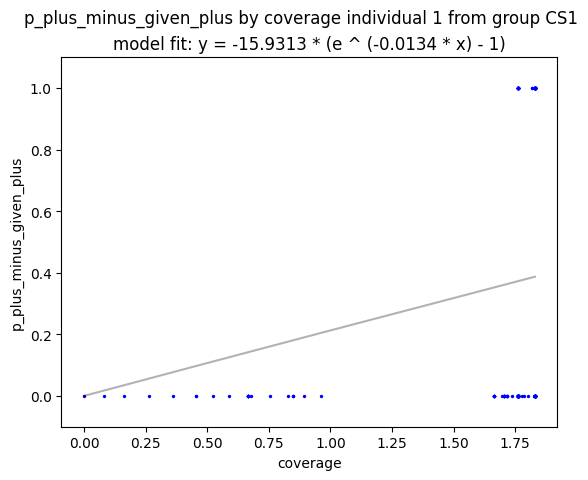 p_plus_minus_given_plus by coverage individual 1 from group CS1
model fit: y = -15.9313 * (e ^ (-0.0134 * x) - 1)
1.0
0.8
0.6
0.4
0.2
0.0
p_plus_minus_given_plus
0.00 0.25 0.50 0.75 1.00 1.25 1.50 1.75
coverage